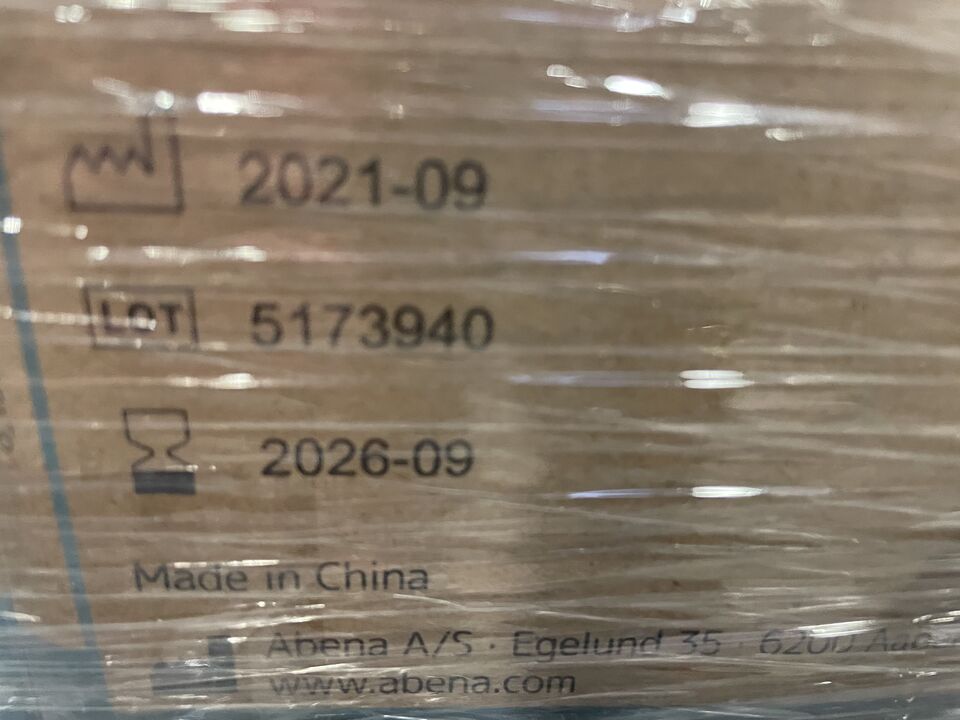 2021-09
LOT 5173940
2026-09
Made in China
Abena A/S · Egelund 35 · 6200
www.abena.com